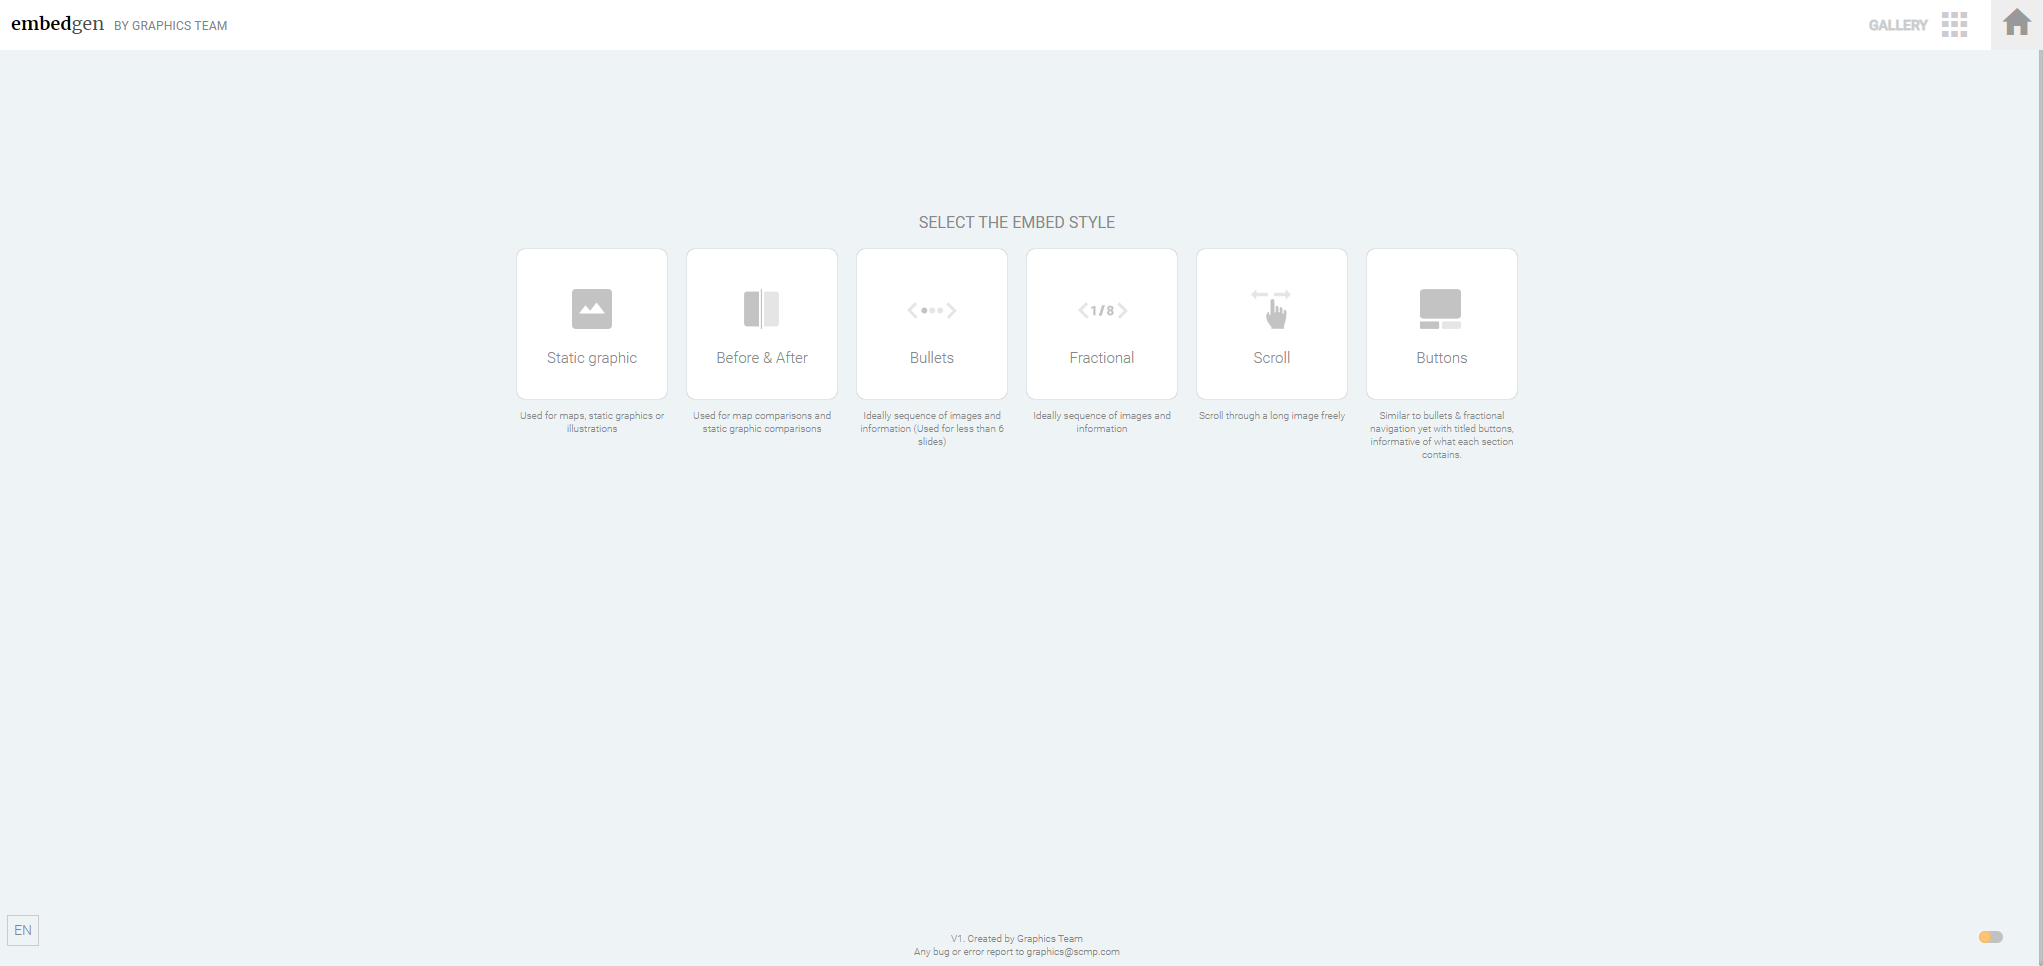 embedgen BY GRAPHICS TEAM
GALLERY
SELECT THE EMBED STYLE
Static graphic
Used for maps, static graphics or
illustrations
Before & After
Used for map comparisons and
static graphic comparisons
Bullets
Ideally sequence of images and
information (Used for less than 6
slides)
1/8
Fractional
Ideally sequence of images and
information
Scroll
Scroll through a long image freely
Buttons
Similar to bullets & fractional
navigation yet with titled buttons,
informative of what each section
contains.
EN
V1. Created by Graphics Team
Any bug or error report to graphics@scmp.com